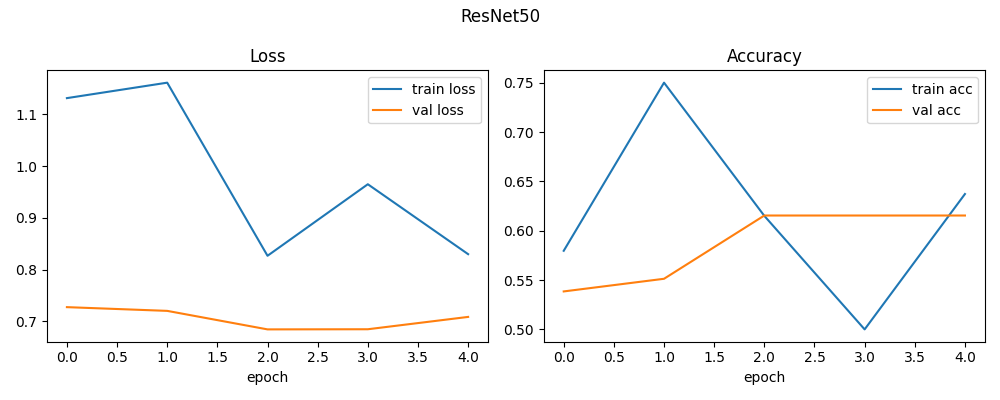 ResNet50
Loss
train loss
val loss
1.1
1.0
0.9
0.8
0.7
0.0 0.5 1.0 1.5 2.0 2.5 3.0 3.5 4.0
epoch
Accuracy
train acc
val acc
0.75
0.70
0.65
0.60
0.55
0.50
0.0 0.5 1.0 1.5 2.0 2.5 3.0 3.5 4.0
epoch